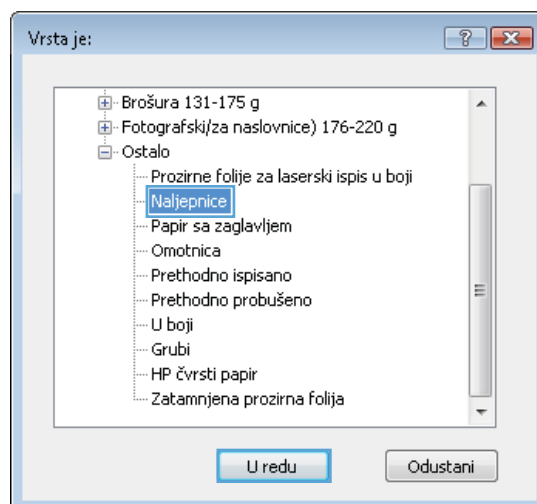 Vrsta je:
Brošura 131-175 g
Fotografski/za naslovnice) 176-220 g
Ostalo
Prozirne folije za laserski ispis u boji
Naljepnice
Papir sa zaglavljem
Omotnica
Prethodno ispisano
Prethodno probušeno
U boji
Grubi
HP čvrsti papir
Zatamnjena prozirna folija
U redu Odustani